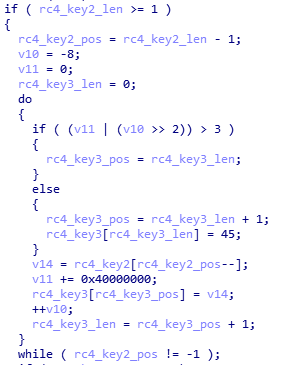 if ( rc4_key2_len >= 1 )
{
rc4_key2_pos = rc4_key2_len - 1;
v10 = -8;
v11 = 0;
rc4_key3_len = 0;
do
{
if ( (v11 | (v10 >> 2)) > 3 )
{
rc4_key3_pos = rc4_key3_len;
}
else
{
rc4_key3_pos = rc4_key3_len + 1;
rc4_key3[rc4_key3_len] = 45;
}
v14 = rc4_key2[rc4_key2_pos--];
v11 += 0x40000000;
rc4_key3[rc4_key3_pos] = v14;
++v10;
rc4_key3_len = rc4_key3_pos + 1;
}
while ( rc4_key2_pos != -1 );